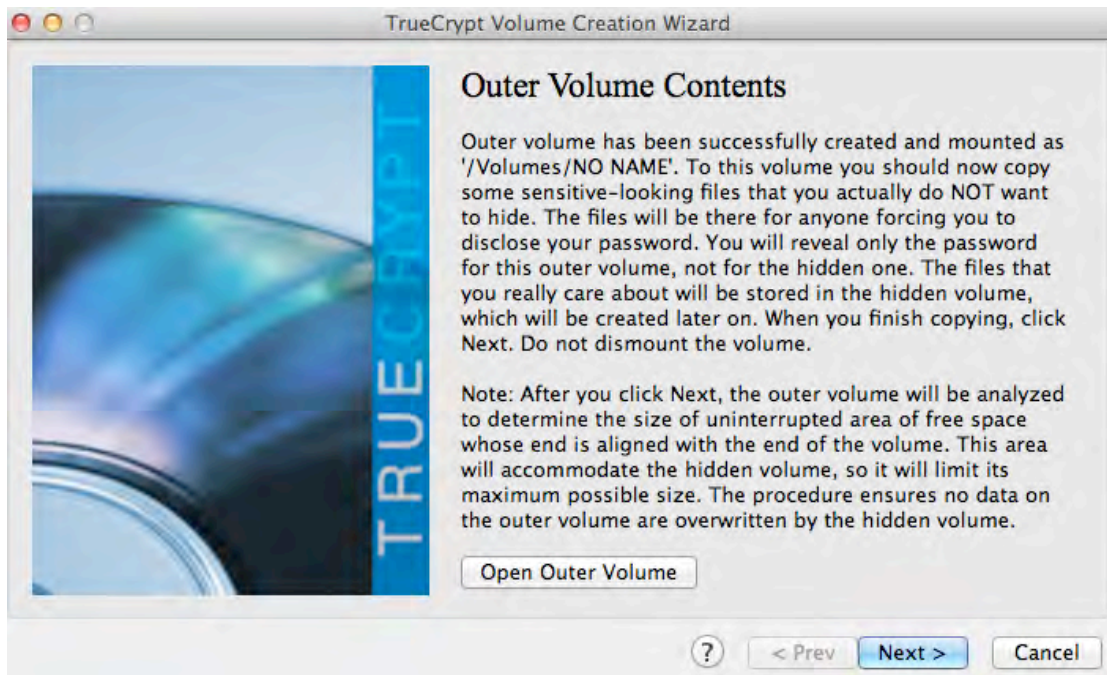 TrueCrypt Volume Creation Wizard
TRUECRYPT
Outer Volume Contents
Outer volume has been successfully created and mounted as
'/Volumes/NO NAME'. To this volume you should now copy
some sensitive-looking files that you actually do NOT want
to hide. The files will be there for anyone forcing you to
disclose your password. You will reveal only the password
for this outer volume, not for the hidden one. The files that
you really care about will be stored in the hidden volume,
which will be created later on. When you finish copying, click
Next. Do not dismount the volume.
Note: After you click Next, the outer volume will be analyzed
to determine the size of uninterrupted area of free space
whose end is aligned with the end of the volume. This area
will accommodate the hidden volume, so it will limit its
maximum possible size. The procedure ensures no data on
the outer volume are overwritten by the hidden volume.
Open Outer Volume
? < Prev Next > Cancel